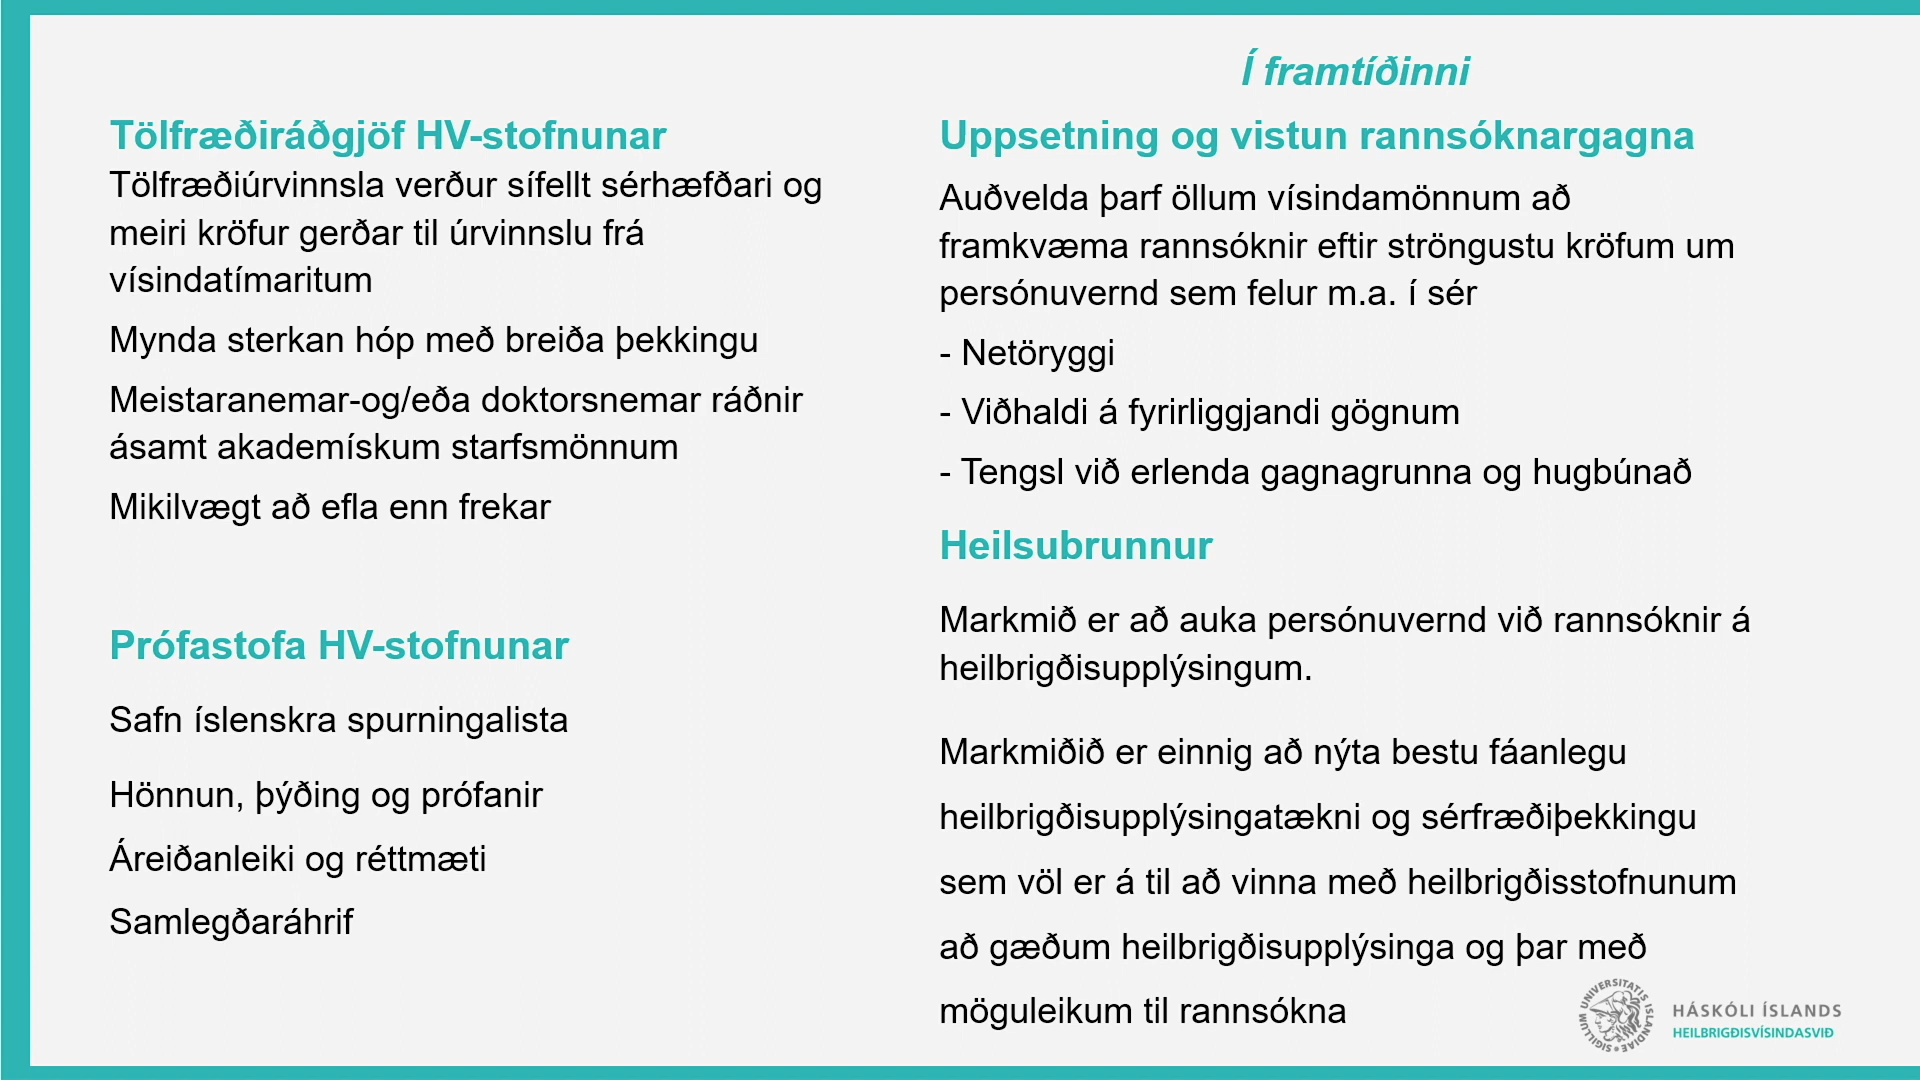 Tölfræðiráðgjöf HV-stofnunar
Tölfræðiúrvinnsla verður sífellt sérhæfðari og
meiri kröfur gerðar til úrvinnslu frá
vísindatímaritum
Mynda sterkan hóp með breiða þekkingu
Meistaranemar-og/eða doktorsnemar ráðnir
ásamt akademískum starfsmönnum
Mikilvægt að efla enn frekar
Prófastofa HV-stofnunar
Safn íslenskra spurningalista
Hönnun, þýðing og prófanir
Áreiðanleiki og réttmæti
Samlegðaráhrif
Í framtíðinni
Uppsetning og vistun rannsóknargagna
Auðvelda þarf öllum vísindamönnum að
framkvæma rannsóknir eftir ströngustu kröfum um
persónuvernd sem felur m.a. í sér
- Netöryggi
- Viðhaldi á fyrirliggjandi gögnum
- Tengsl við erlenda gagnagrunna og hugbúnað
Heilsubrunnur
Markmið er að auka persónuvernd við rannsóknir á
heilbrigðisupplýsingum.
Markmiðið er einnig að nýta bestu fáanlegu
heilbrigðisupplýsingatækni og sérfræðiþekkingu
sem völ er á til að vinna með heilbrigðisstofnunum
að gæðum heilbrigðisupplýsinga og þar með
möguleikum til rannsókna
SIGILLUM UNIVERSITATIS ISLANDIAE
HÁSKÓLI ÍSLANDS
HEILBRIGÐISVÍSINDASVIÐ